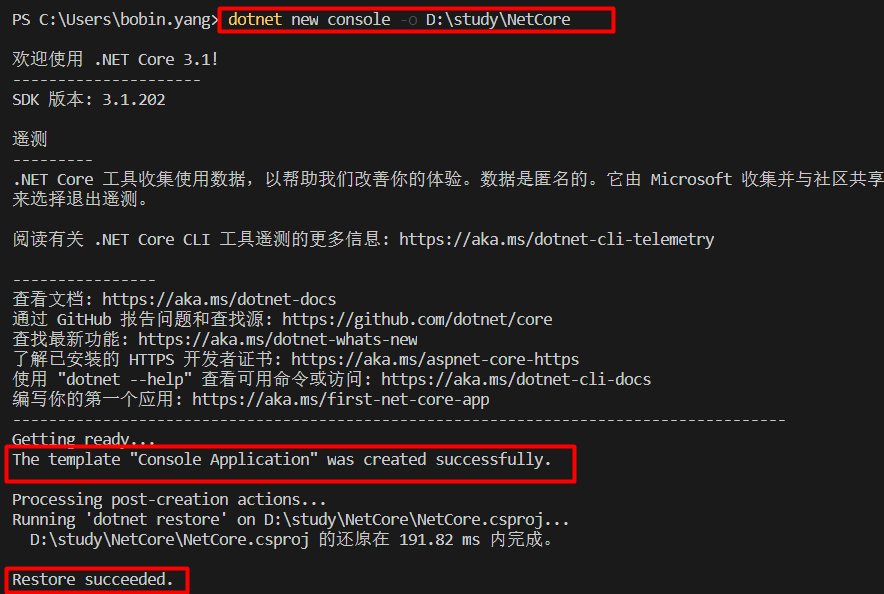 PS C:\Users\bobin.yang> dotnet new console -o D:\study\NetCore
欢迎使用 .NET Core 3.1!
---------------------
SDK 版本: 3.1.202
遥测
---------
.NET Core 工具收集使用数据，以帮助我们改善你的体验。数据是匿名的。它由 Microsoft 收集并与社区共享
来选择退出遥测。
阅读有关 .NET Core CLI 工具遥测的更多信息: https://aka.ms/dotnet-cli-telemetry
----------------
查看文档: https://aka.ms/dotnet-docs
通过 GitHub 报告问题和查找源: https://github.com/dotnet/core
查找最新功能: https://aka.ms/dotnet-whats-new
了解已安装的 HTTPS 开发者证书: https://aka.ms/aspnet-core-https
使用 "dotnet --help" 查看可用命令或访问: https://aka.ms/dotnet-cli-docs
编写你的第一个应用: https://aka.ms/first-net-core-app
--------------------------------------------------------------------------------------
Getting ready...
The template "Console Application" was created successfully.
Processing post-creation actions...
Running 'dotnet restore' on D:\study\NetCore\NetCore.csproj...
D:\study\NetCore\NetCore.csproj 的还原在 191.82 ms 内完成。
Restore succeeded.